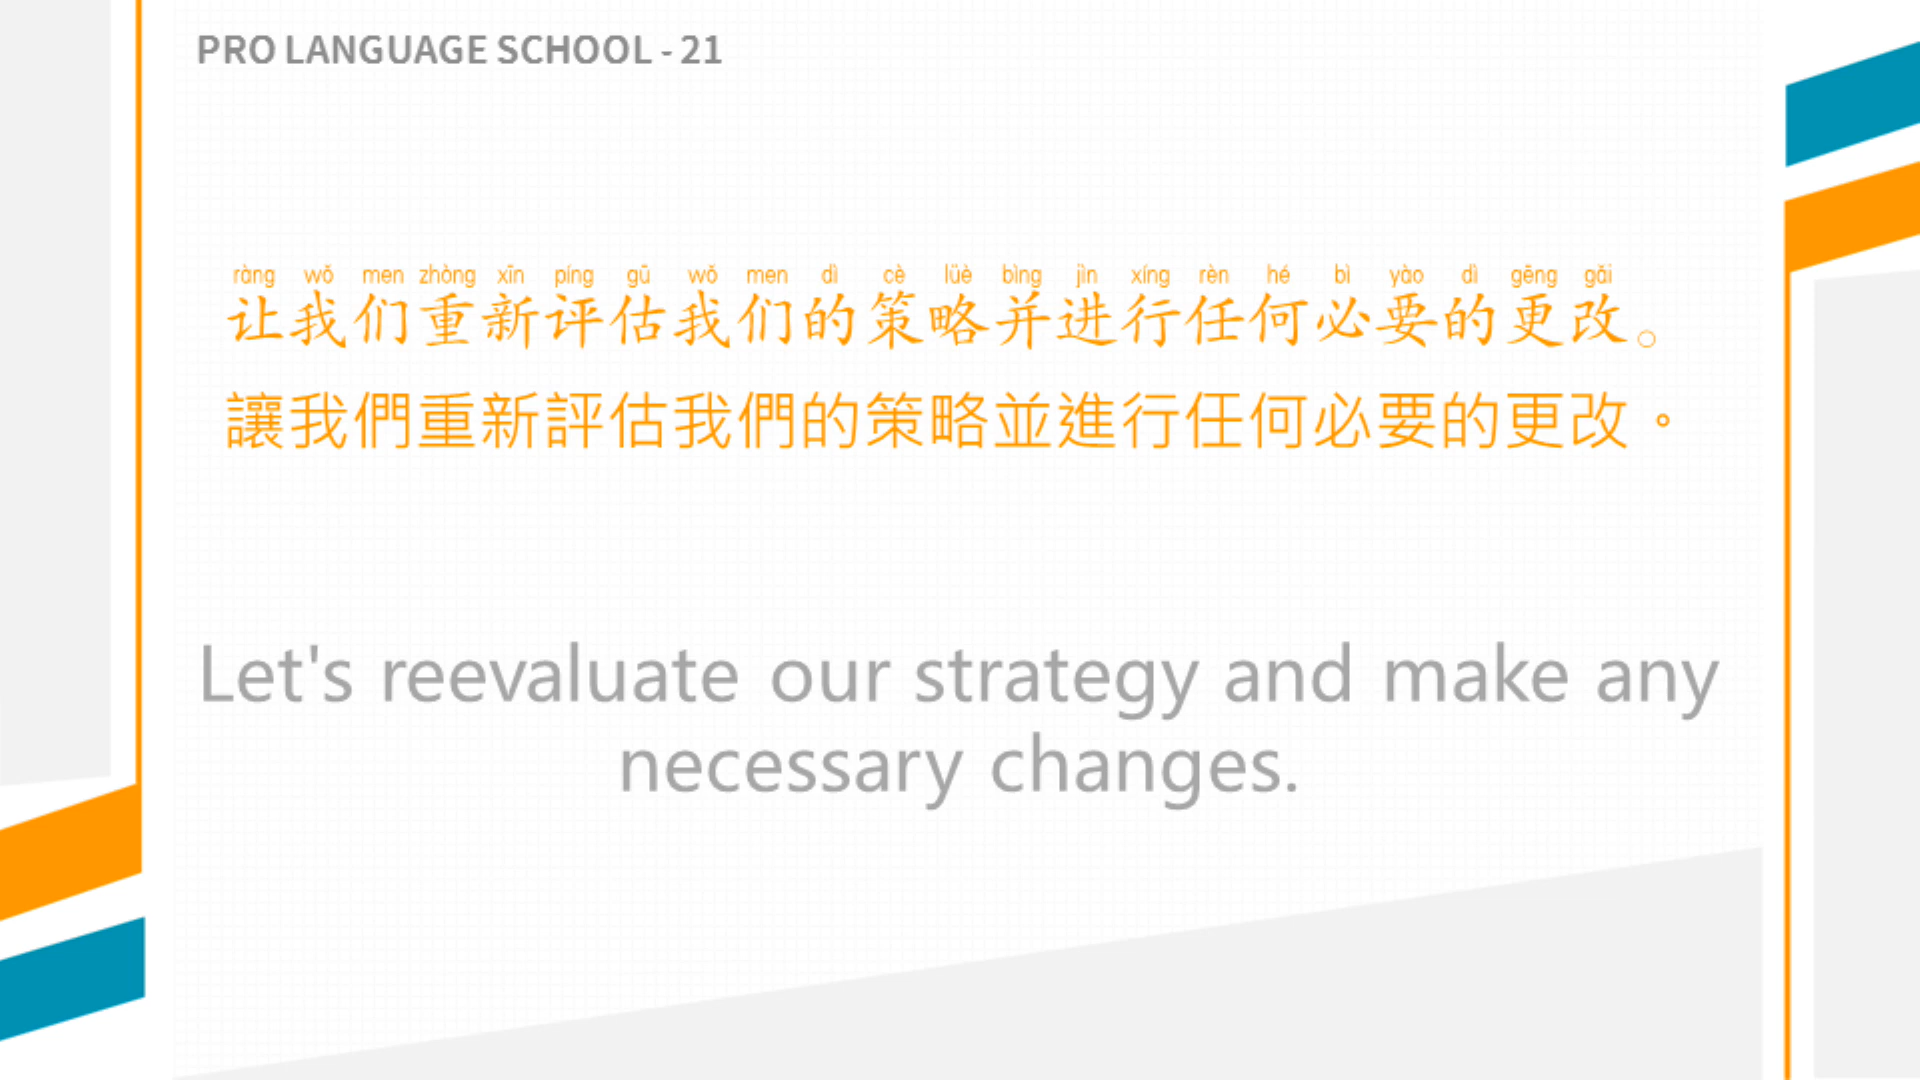 PRO LANGUAGE SCHOOL - 21
ràng wǒ men zhòng xīn píng gū wǒ men dì cè lüè bìng jìn xíng rèn hé bì yào dì gēng gǎi
让我们重新评估我们的策略并进行任何必要的更改。
讓我們重新評估我們的策略並進行任何必要的更改。
Let's reevaluate our strategy and make any
necessary changes.